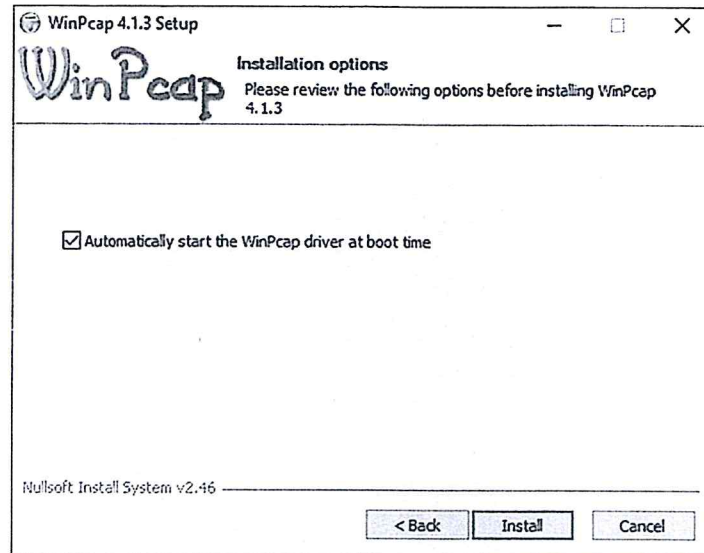 WinPcap 4.1.3 Setup
WinPcap
Installation options
Please review the following options before installing WinPcap
4.1.3
Automatically start the WinPcap driver at boot time
Nullsoft Install System v2.46
< Back
Install
Cancel